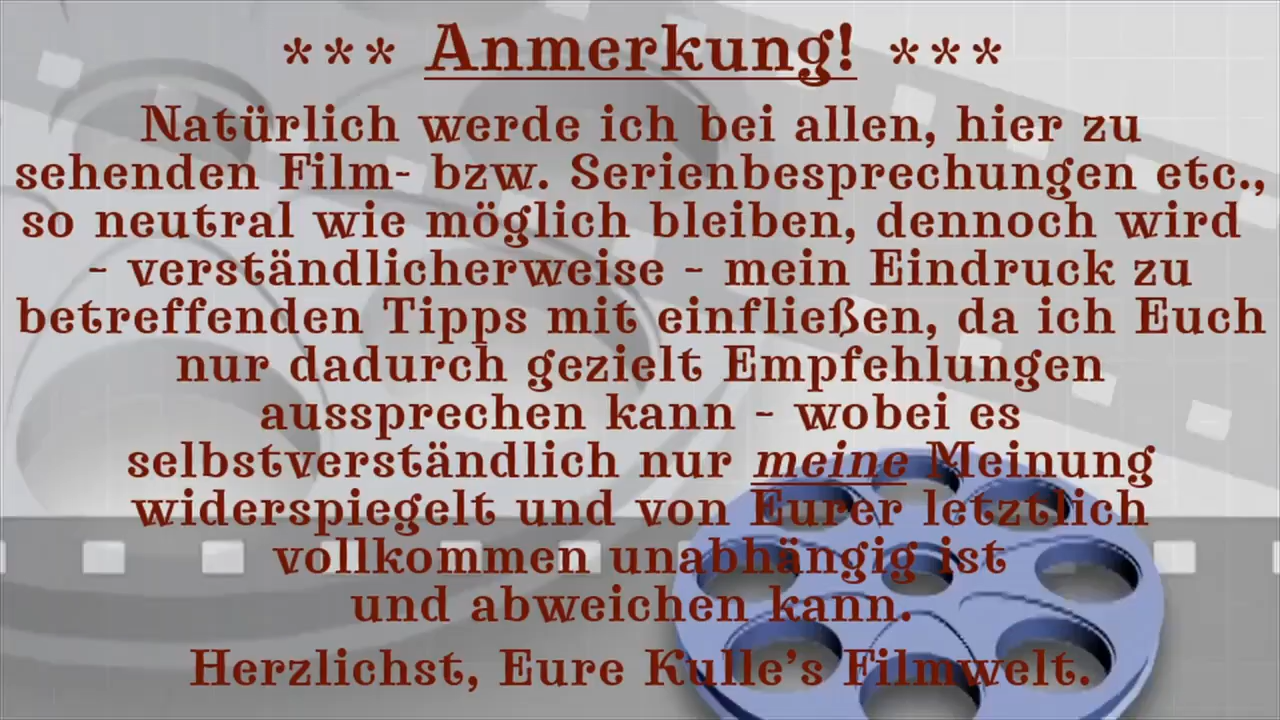 *** Anmerkung! ***
Natürlich werde ich bei allen, hier zu
sehenden Film- bzw. Serienbesprechungen etc.,
so neutral wie möglich bleiben, dennoch wird
- verständlicherweise - mein Eindruck zu
betreffenden Tipps mit einfließen, da ich Euch
nur dadurch gezielt Empfehlungen
aussprechen kann - wobei es
selbstverständlich nur meine Meinung
widerspiegelt und von Eurer letztlich
vollkommen unabhängig ist
und abweichen kann.
Herzlichst, Eure Kulle's Filmwelt.